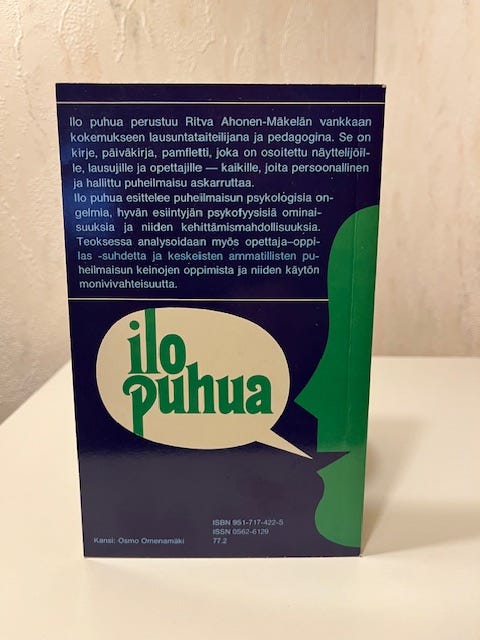 Ilo puhua perustuu Ritva Ahonen-Mäkelän vankkaan
kokemukseen lausuntataiteilijana ja pedagogina. Se on
kirje, päiväkirja, pamfletti, joka on osoitettu näyttelijöil-
le, lausujille ja opettajille — kaikille, joita persoonallinen
ja hallittu puheilmaisu askarruttaa.
Ilo puhua esittelee puheilmaisun psykologisia on-
gelmia, hyvän esiintyjän psykofyysisiä ominai-
suuksia ja niiden kehittämismahdollisuuksia.
Teoksessa analysoidaan myös opettaja–oppi-
las -suhdetta ja keskeisten ammatillisten pu-
heilmaisun keinojen oppimista ja niiden käytön
monivivahteisuutta.
ilo
puhua
ISBN 951-717-422-5
ISSN 0562-6129
Kansi: Osmo Omenamäki
77.2